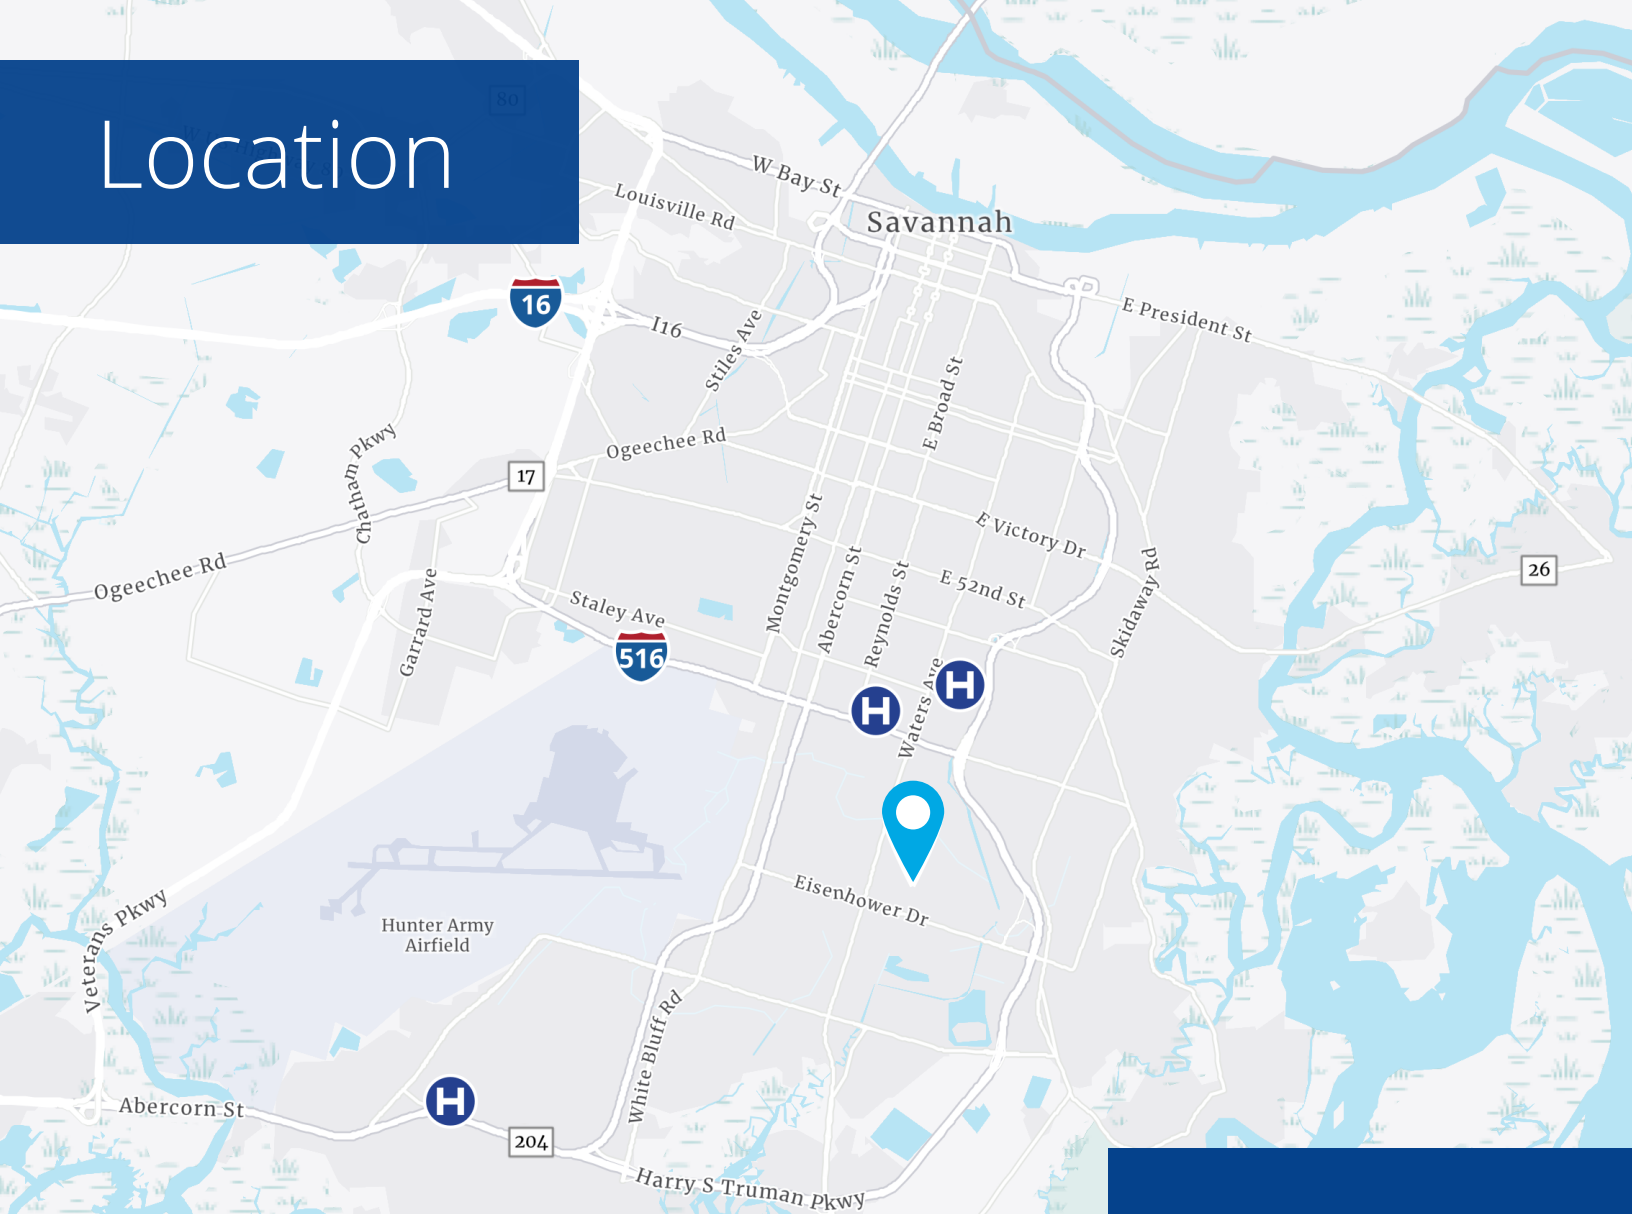 80
Location
W Bay St
Louisville Rd
Savannah
16
I16
E President St
Stiles Ave
E Broad St
Chatham Pkwy
Ogeechee Rd
17
Montgomery St
E Victory Dr
Ogeechee Rd
Abercorn St
Reynolds St
E 52nd St
Skidaway Rd
26
Garrard Ave
Staley Ave
516
H
H
Waters Ave
Eisenhower Dr
Veterans Pkwy
Hunter Army
Airfield
White Bluff Rd
H
Abercorn St
204
Harry S Truman Pkwy